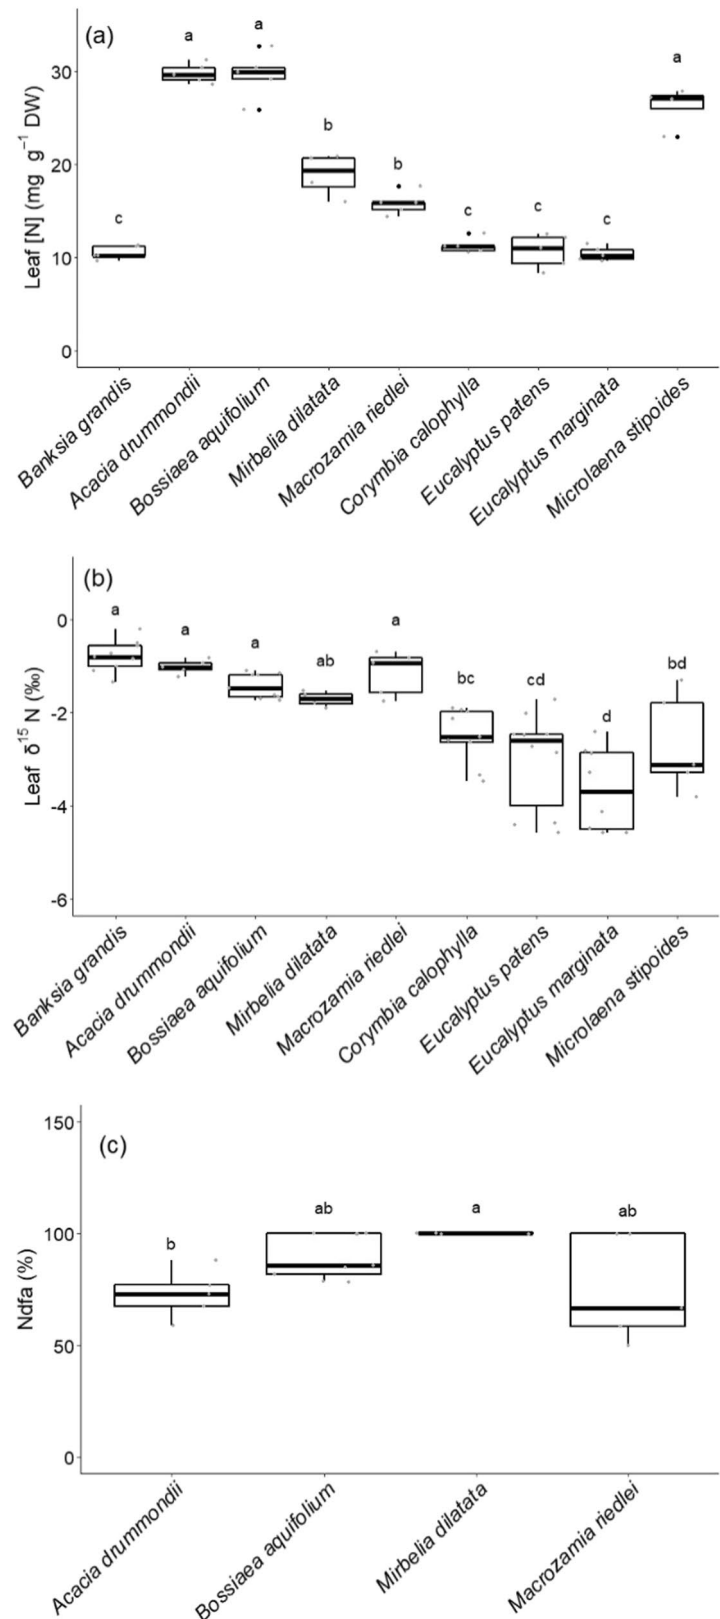 (a)
a
a
a
b
b
c
c
c
c
30
20
10
0
Leaf [N] (mg g⁻¹ DW)
Banksia grandis
Acacia drummondii
Bossiaea aquifolium
Mirbelia dilatata
Macrozamia riedlei
Corymbia calophylla
Eucalyptus patens
Eucalyptus marginata
Microlaena stipoides
(b)
a
a
a
ab
a
bc
cd
d
bd
0
-2
-4
-6
Leaf δ¹⁵ N (‰)
Banksia grandis
Acacia drummondii
Bossiaea aquifolium
Mirbelia dilatata
Macrozamia riedlei
Corymbia calophylla
Eucalyptus patens
Eucalyptus marginata
Microlaena stipoides
(c)
b
ab
a
ab
150
100
50
0
Ndfa (%)
Acacia drummondii
Bossiaea aquifolium
Mirbelia dilatata
Macrozamia riedlei